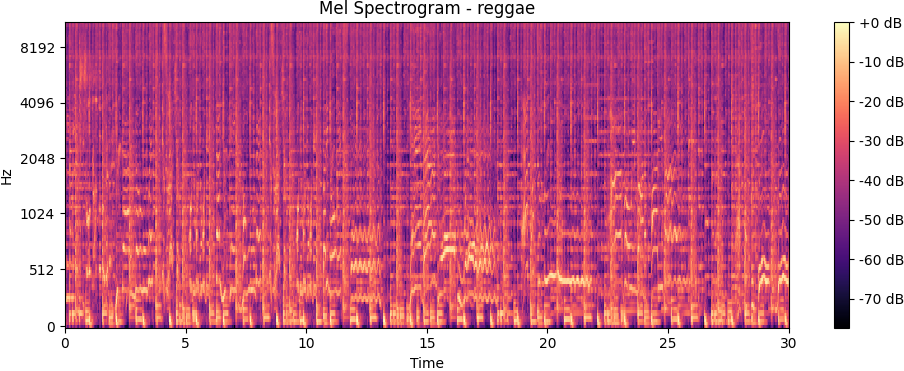 Mel Spectrogram - reggae
8192
4096
2048
1024
512
0
Hz
0 5 10 15 20 25 30
Time
+0 dB
-10 dB
-20 dB
-30 dB
-40 dB
-50 dB
-60 dB
-70 dB